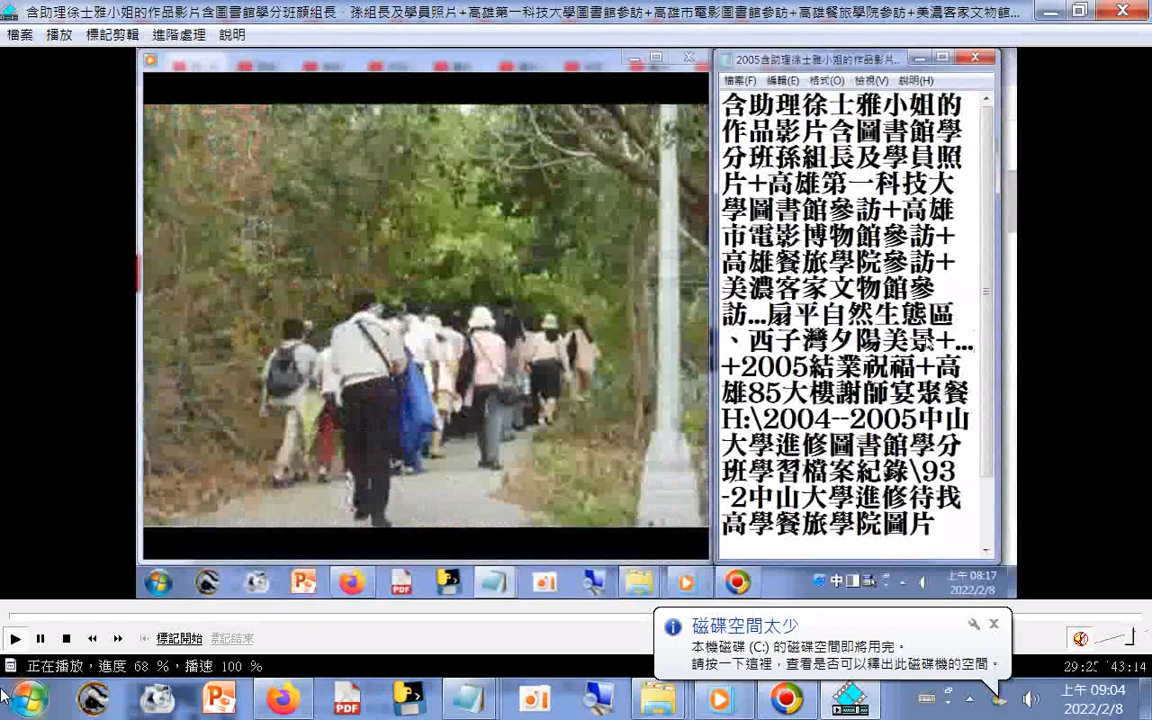 含助理徐士雅小姐的作品影片含圖書館學分班顏組長、孫組長及學員照片+高雄第一科技大學圖書館參訪+高雄市電影圖書館參訪+高雄餐旅學院參訪+美濃客家文物館...
檔案 播放 標記剪輯 進階處理 說明
2005含助理徐士雅小姐的作品影片...
檔案(F) 編輯(E) 格式(O) 檢視(V) 說明(H)
含助理徐士雅小姐的
作品影片含圖書館學
分班孫組長及學員照
片+高雄第一科技大
學圖書館參訪+高雄
市電影博物館參訪+
高雄餐旅學院參訪+
美濃客家文物館參
訪...扇平自然生態區
、西子灣夕陽美景+...
+2005結業祝福+高
雄85大樓謝師宴聚餐
H:\2004--2005中山
大學進修圖書館學分
班學習檔案紀錄\93
-2中山大學進修待找
高學餐旅學院圖片
中
上午 08:17
2022/2/8
標記開始 標記結束
磁碟空間太少
本機磁碟 (C:) 的磁碟空間即將用完。
請按一下這裡，查看是否可以釋出此磁碟機的空間。
正在播放，進度 68 %，播速 100 %
43:14
上午 09:04
2022/2/8